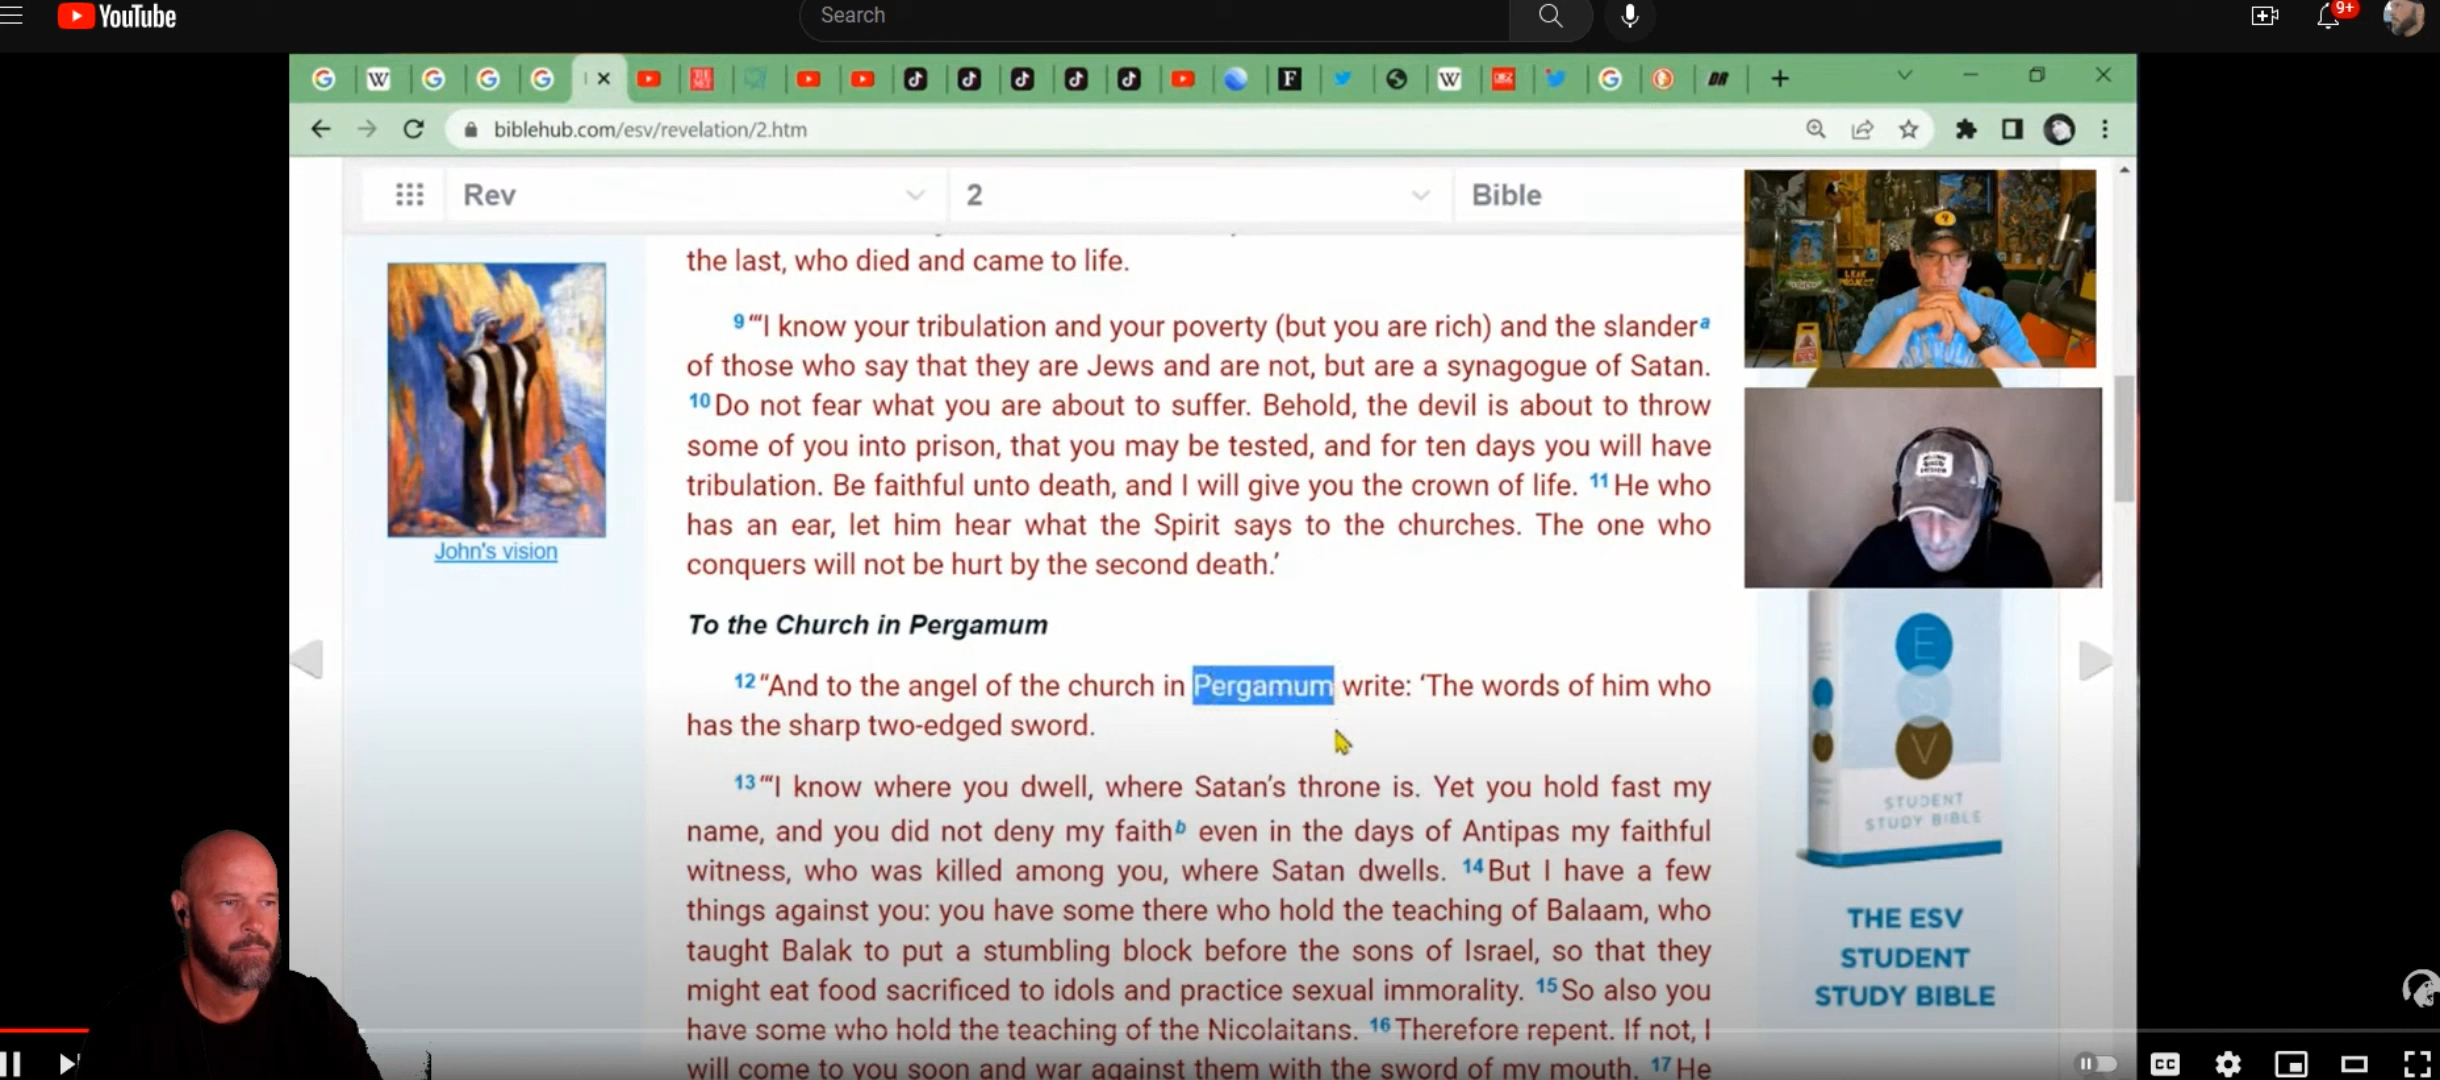 YouTube
Search
9+
biblehub.com/esv/revelation/2.htm
Rev
2
Bible
the last, who died and came to life.
9 “‘I know your tribulation and your poverty (but you are rich) and the slander a
of those who say that they are Jews and are not, but are a synagogue of Satan.
10 Do not fear what you are about to suffer. Behold, the devil is about to throw
some of you into prison, that you may be tested, and for ten days you will have
tribulation. Be faithful unto death, and I will give you the crown of life. 11 He who
has an ear, let him hear what the Spirit says to the churches. The one who
conquers will not be hurt by the second death.’
John's vision
To the Church in Pergamum
12 “And to the angel of the church in Pergamum write: ‘The words of him who
has the sharp two-edged sword.
13 “‘I know where you dwell, where Satan’s throne is. Yet you hold fast my
name, and you did not deny my faith b even in the days of Antipas my faithful
witness, who was killed among you, where Satan dwells. 14 But I have a few
things against you: you have some there who hold the teaching of Balaam, who
taught Balak to put a stumbling block before the sons of Israel, so that they
might eat food sacrificed to idols and practice sexual immorality. 15 So also you
have some who hold the teaching of the Nicolaitans. 16 Therefore repent. If not, I
will come to you soon and war against them with the sword of my mouth. 17 He
LEAK
PROJECT
E
S
V
STUDENT
STUDY BIBLE
THE ESV
STUDENT
STUDY BIBLE
CC